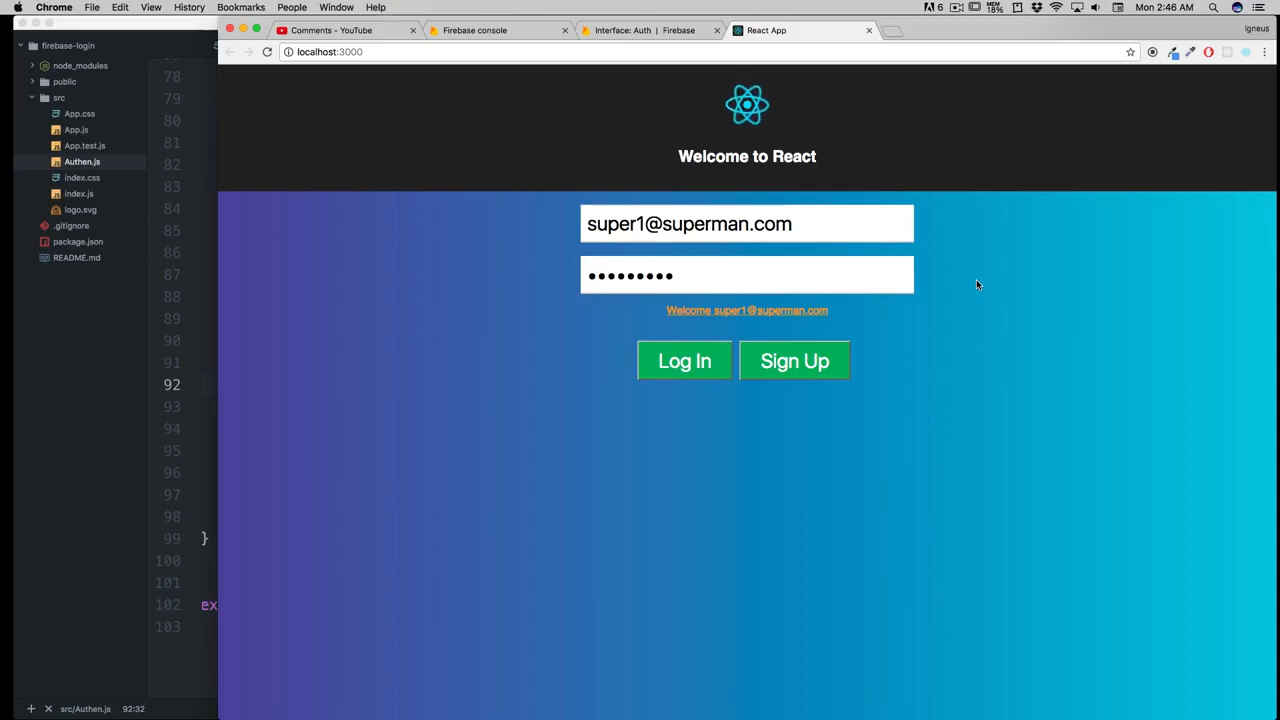 Chrome File Edit View History Bookmarks People Window Help
6 MEM 18% Mon 2:46 AM
Comments - YouTube
Firebase console
Interface: Auth | Firebase
React App
Igneus
localhost:3000
firebase-login
node_modules
public
src
App.css
App.js
App.test.js
Authen.js
index.css
index.js
logo.svg
.gitignore
package.json
README.md
78
79
80
81
82
83
84
85
86
87
88
89
90
91
92
93
94
95
96
97
98
99 }
100
101
102 ex
103
Welcome to React
super1@superman.com
•••••••••
Welcome super1@superman.com
Log In Sign Up
src/Authen.js 92:32